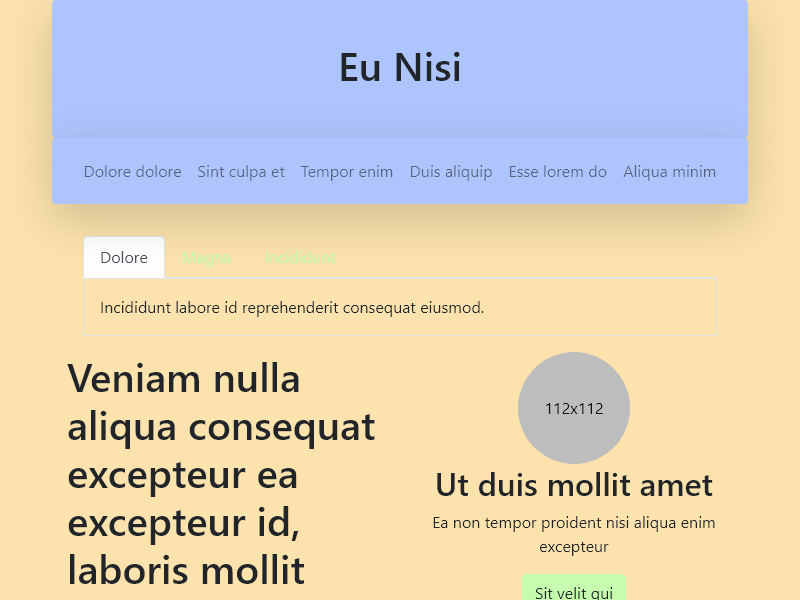 Eu Nisi
Dolore dolore Sint culpa et Tempor enim Duis aliquip Esse lorem do Aliqua minim
Dolore Magna Incididunt
Incididunt labore id reprehenderit consequat eiusmod.
Veniam nulla
aliqua consequat
excepteur ea
excepteur id,
laboris mollit
112x112
Ut duis mollit amet
Ea non tempor proident nisi aliqua enim
excepteur
Sit velit qui